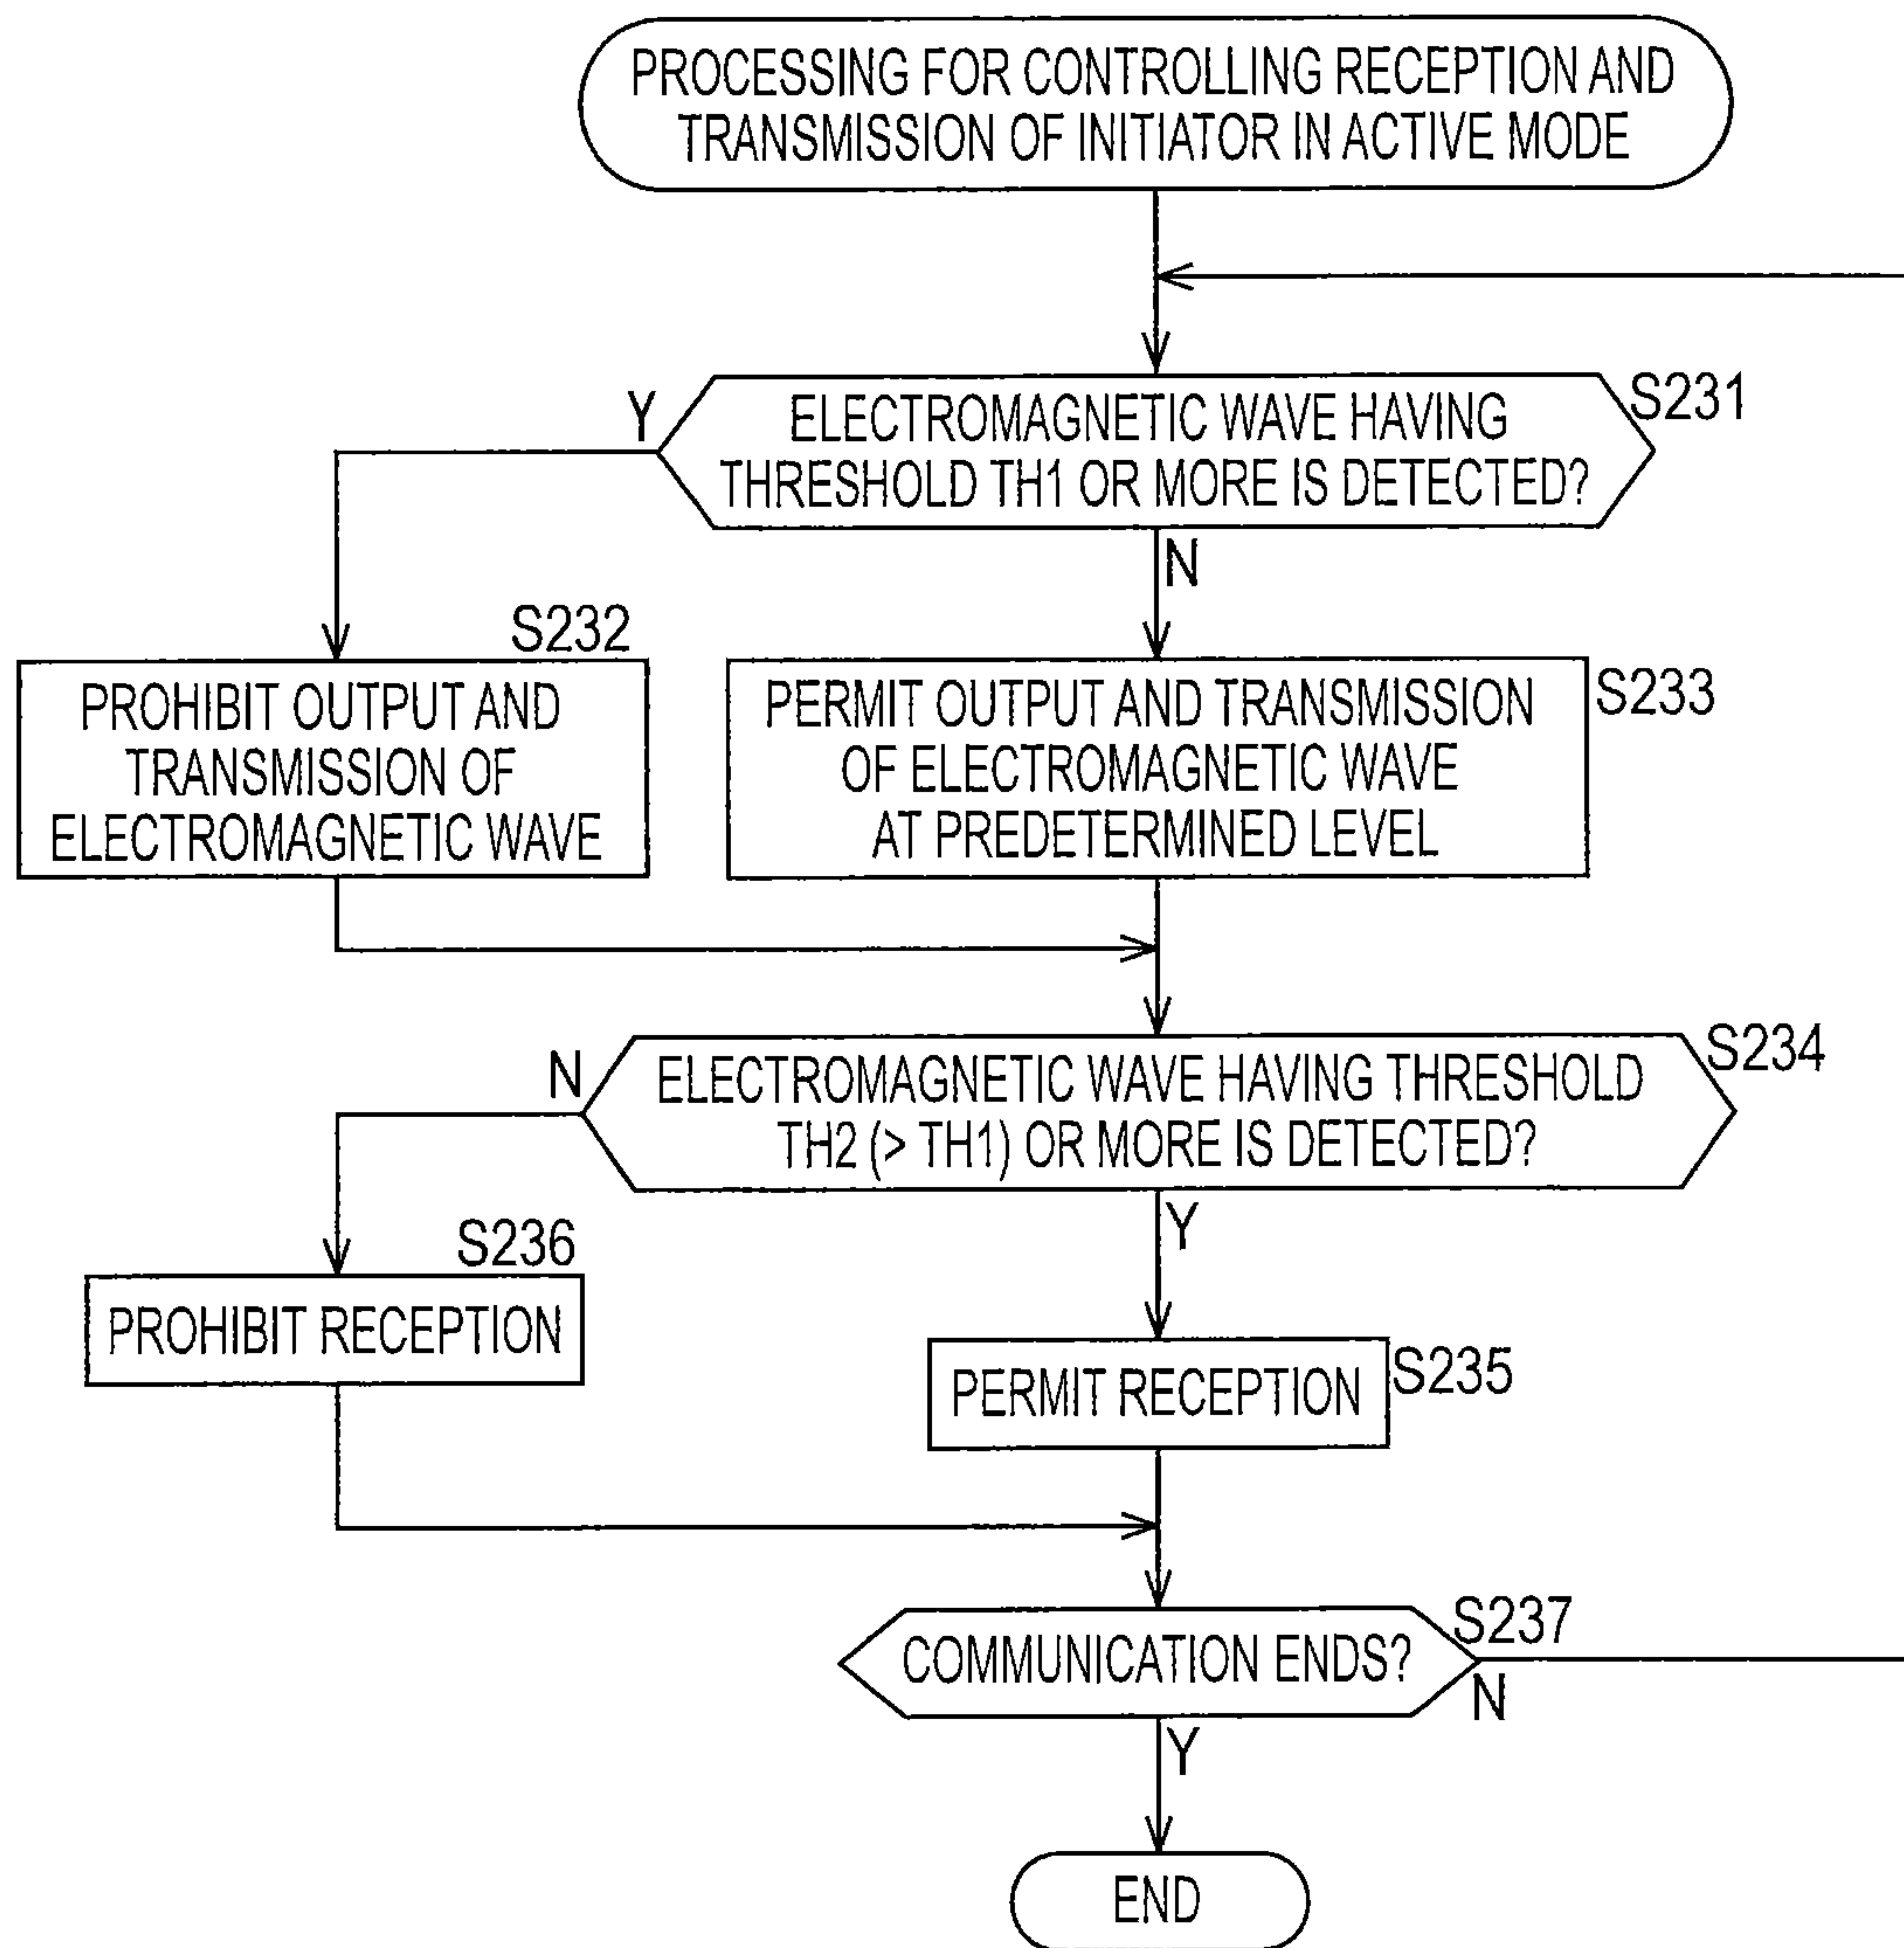 PROCESSING FOR CONTROLLING RECEPTION AND
TRANSMISSION OF INITIATOR IN ACTIVE MODE
Y
ELECTROMAGNETIC WAVE HAVING
THRESHOLD TH1 OR MORE IS DETECTED?
S231
N
S232
PROHIBIT OUTPUT AND
TRANSMISSION OF
ELECTROMAGNETIC WAVE
PERMIT OUTPUT AND TRANSMISSION
OF ELECTROMAGNETIC WAVE
AT PREDETERMINED LEVEL
S233
N
ELECTROMAGNETIC WAVE HAVING THRESHOLD
TH2 (> TH1) OR MORE IS DETECTED?
S234
Y
S236
PROHIBIT RECEPTION
PERMIT RECEPTION
S235
COMMUNICATION ENDS?
S237
N
Y
END